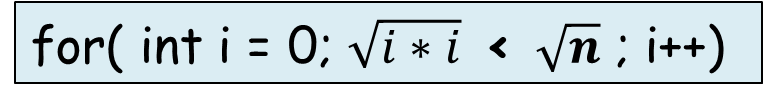 for( int i = 0; √(i * i) < √n ; i++)